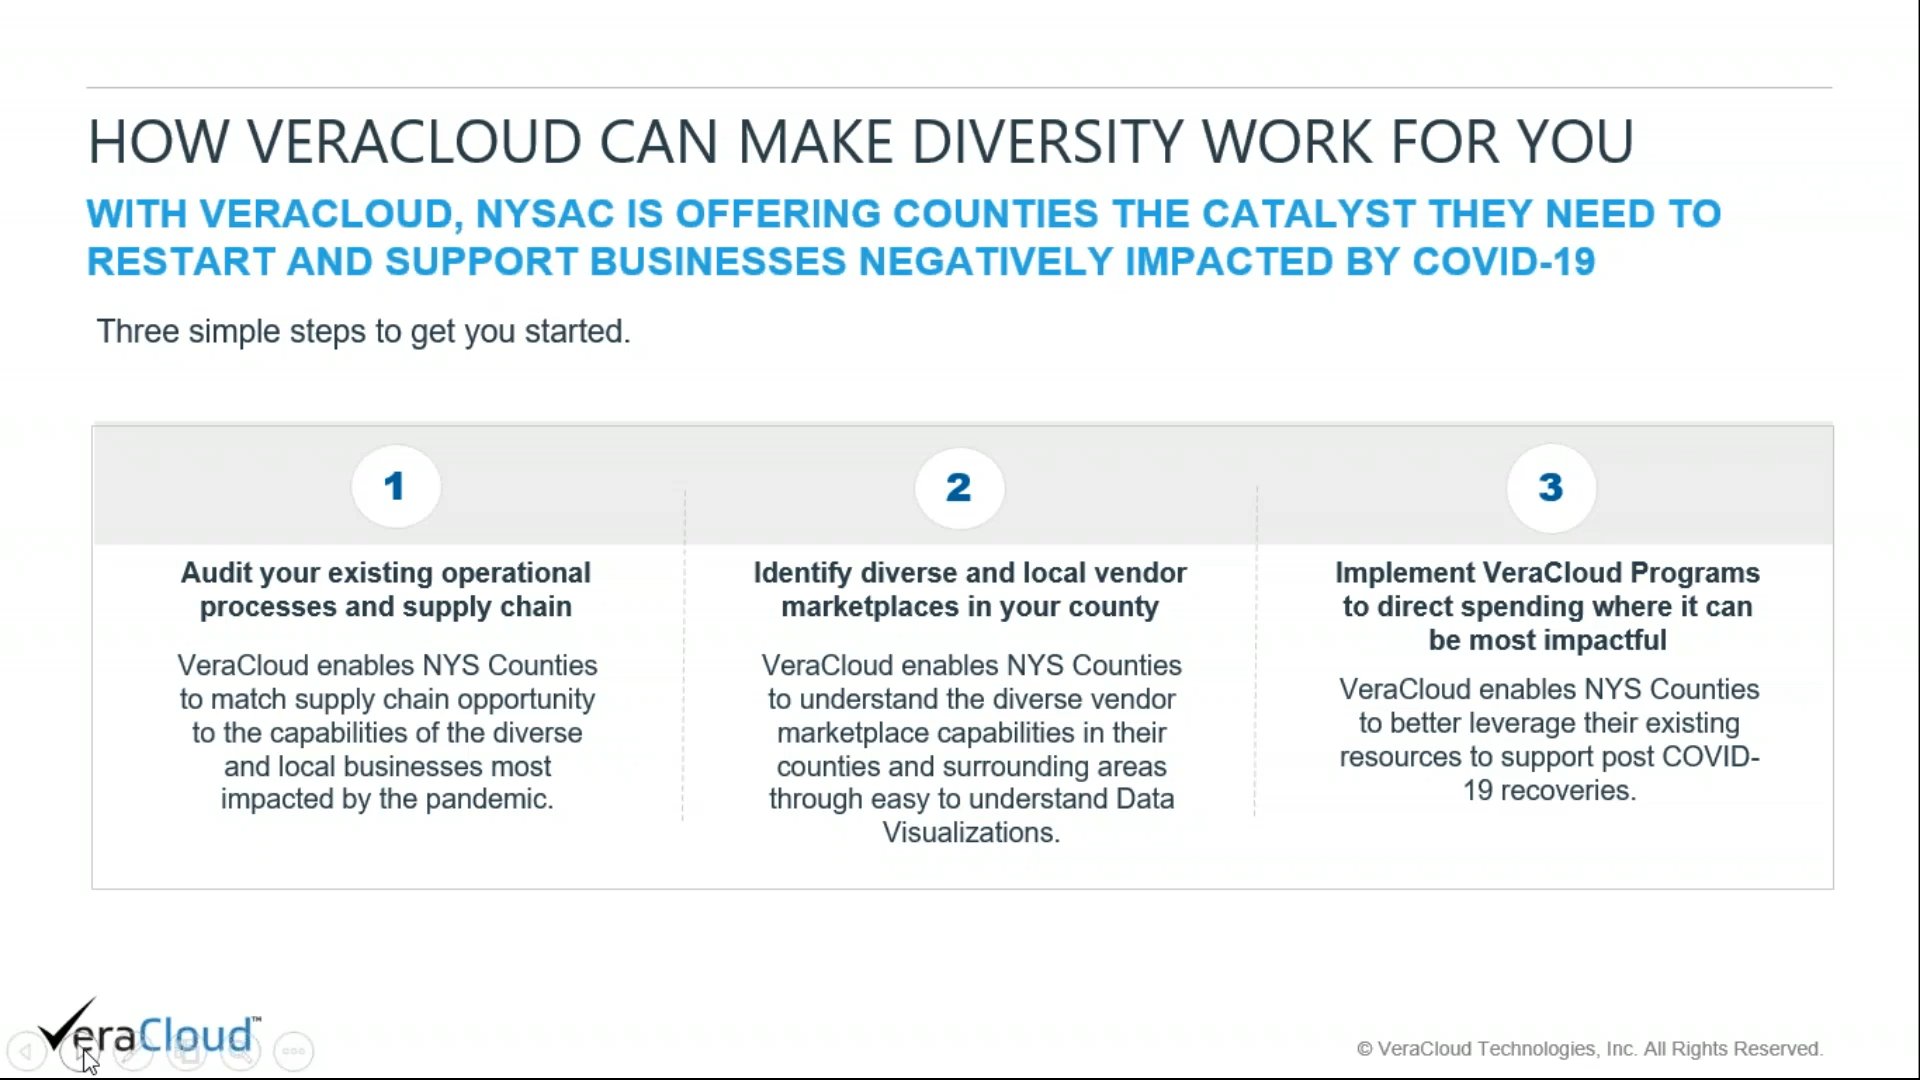 HOW VERACLOUD CAN MAKE DIVERSITY WORK FOR YOU
WITH VERACLOUD, NYSAC IS OFFERING COUNTIES THE CATALYST THEY NEED TO
RESTART AND SUPPORT BUSINESSES NEGATIVELY IMPACTED BY COVID-19
Three simple steps to get you started.
1
Audit your existing operational
processes and supply chain
VeraCloud enables NYS Counties
to match supply chain opportunity
to the capabilities of the diverse
and local businesses most
impacted by the pandemic.
2
Identify diverse and local vendor
marketplaces in your county
VeraCloud enables NYS Counties
to understand the diverse vendor
marketplace capabilities in their
counties and surrounding areas
through easy to understand Data
Visualizations.
3
Implement VeraCloud Programs
to direct spending where it can
be most impactful
VeraCloud enables NYS Counties
to better leverage their existing
resources to support post COVID-
19 recoveries.
VeraCloud™
© VeraCloud Technologies, Inc. All Rights Reserved.